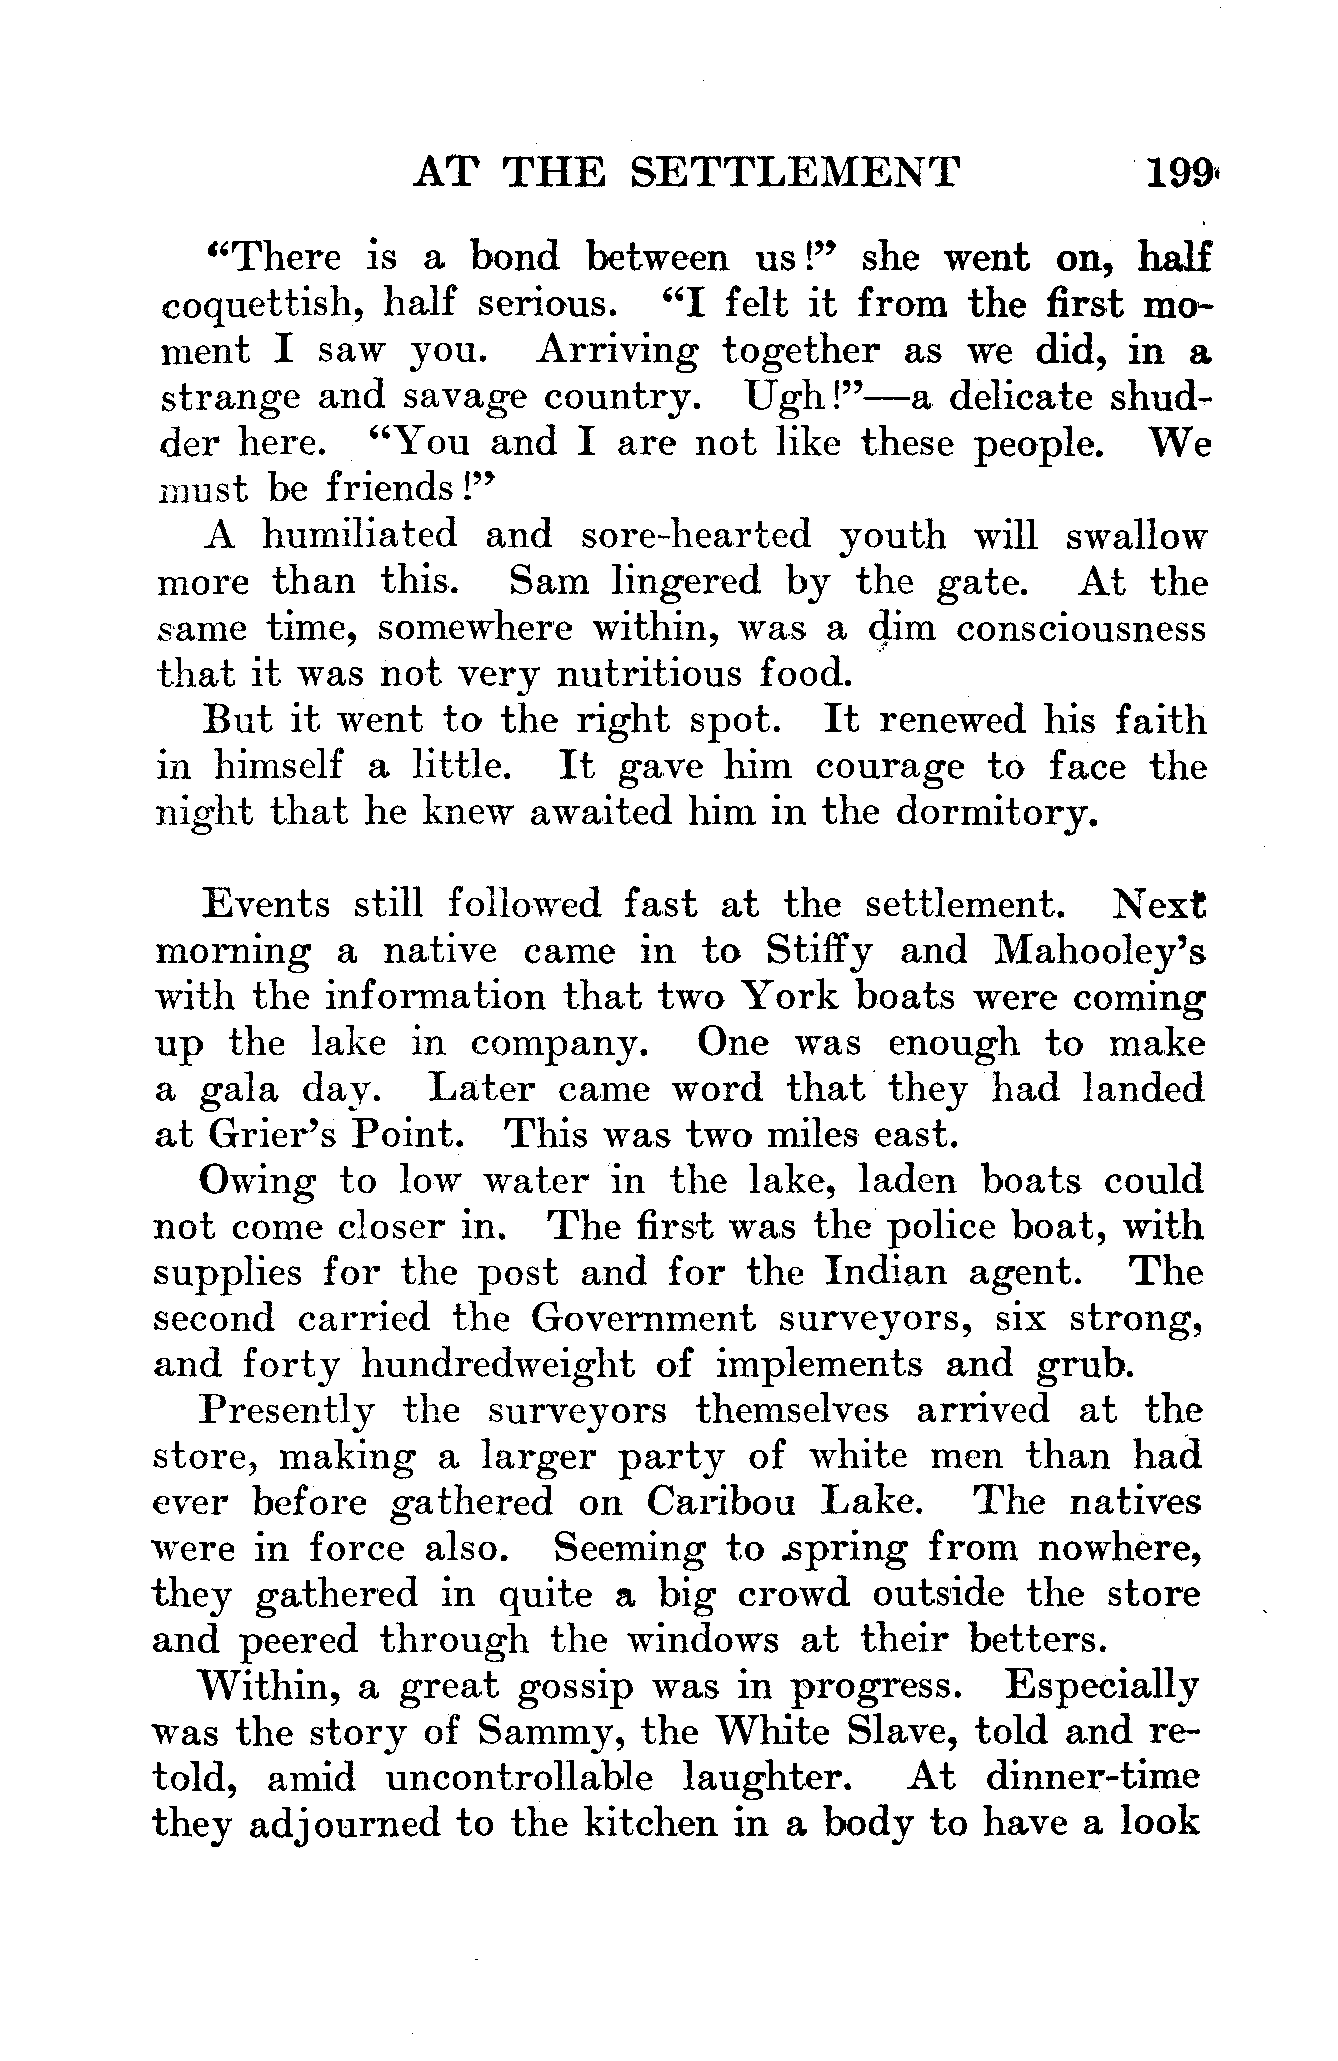 AT THE SETTLEMENT 199
"There is a bond between us!" she went on, half
coquettish, half serious. "I felt it from the first mo-
ment I saw you. Arriving together as we did, in a
strange and savage country. Ugh!"—a delicate shud-
der here. "You and I are not like these people. We
must be friends!"
A humiliated and sore-hearted youth will swallow
more than this. Sam lingered by the gate. At the
same time, somewhere within, was a dim consciousness
that it was not very nutritious food.
But it went to the right spot. It renewed his faith
in himself a little. It gave him courage to face the
night that he knew awaited him in the dormitory.
Events still followed fast at the settlement. Next
morning a native came in to Stiffy and Mahooley's
with the information that two York boats were coming
up the lake in company. One was enough to make
a gala day. Later came word that they had landed
at Grier's Point. This was two miles east.
Owing to low water in the lake, laden boats could
not come closer in. The first was the police boat, with
supplies for the post and for the Indian agent. The
second carried the Government surveyors, six strong,
and forty hundredweight of implements and grub.
Presently the surveyors themselves arrived at the
store, making a larger party of white men than had
ever before gathered on Caribou Lake. The natives
were in force also. Seeming to spring from nowhere,
they gathered in quite a big crowd outside the store
and peered through the windows at their betters.
Within, a great gossip was in progress. Especially
was the story of Sammy, the White Slave, told and re-
told, amid uncontrollable laughter. At dinner-time
they adjourned to the kitchen in a body to have a look